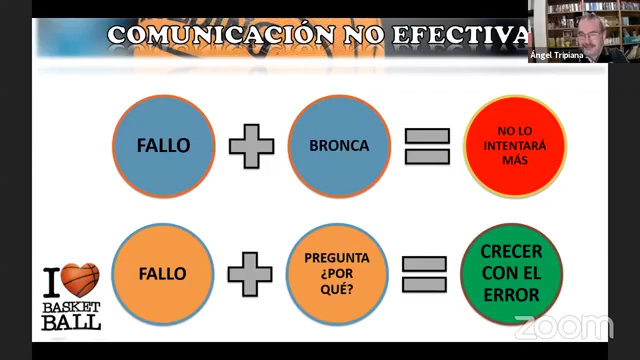 COMUNICACIÓN NO EFECTIVA
Ángel Tripiana
FALLO
BRONCA
NO LO
INTENTARÁ
MÁS
FALLO
PREGUNTA
¿POR
QUÉ?
CRECER
CON EL
ERROR
I
BASKET
BALL
zoom